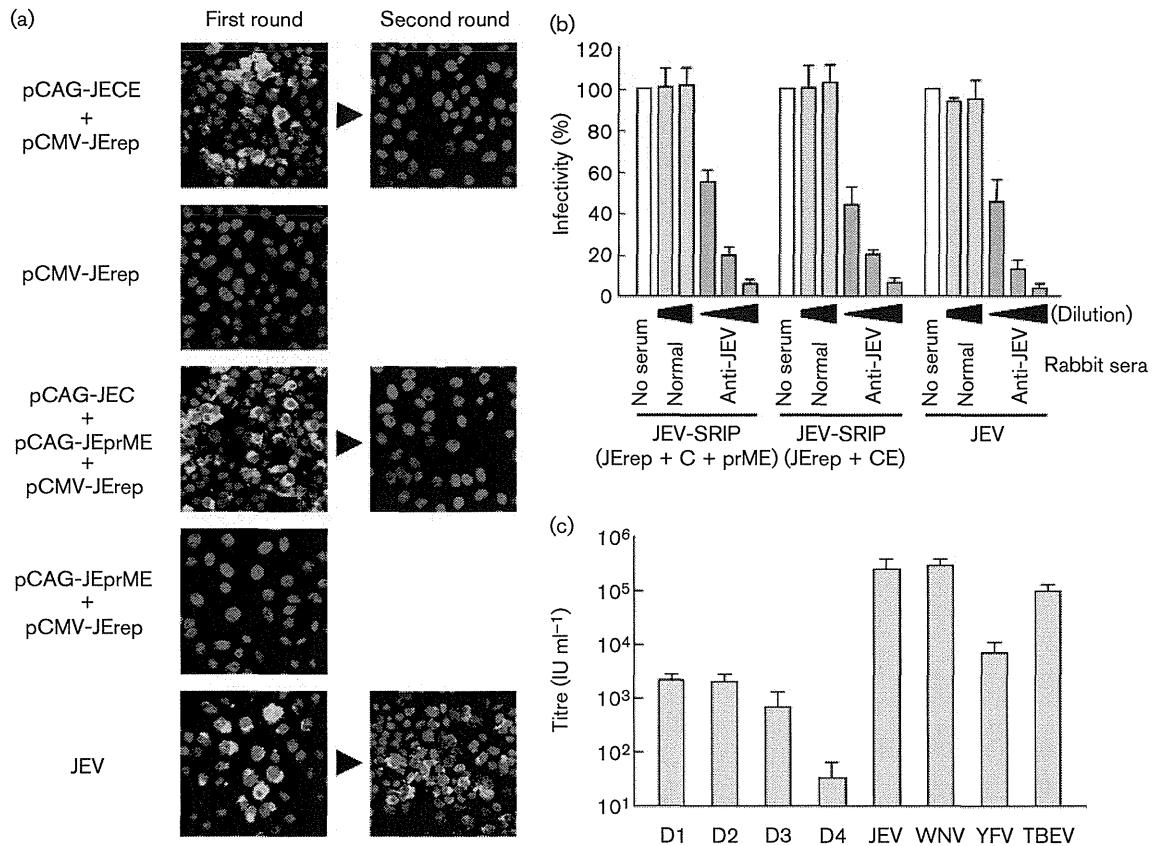 (a)
First round
Second round
pCAG-JECE
+
pCMV-JErep
pCMV-JErep
pCAG-JEC
+
pCAG-JEprME
+
pCMV-JErep
pCAG-JEprME
+
pCMV-JErep
JEV
(b)
Infectivity (%)
120
100
80
60
40
20
0
(Dilution)
No serum
Normal
Anti-JEV
No serum
Normal
Anti-JEV
No serum
Normal
Anti-JEV
Rabbit sera
JEV-SRIP
(JErep + C + prME)
JEV-SRIP
(JErep + CE)
JEV
(c)
Titre (IU ml⁻¹)
10⁶
10⁵
10⁴
10³
10²
10¹
D1 D2 D3 D4 JEV WNV YFV TBEV